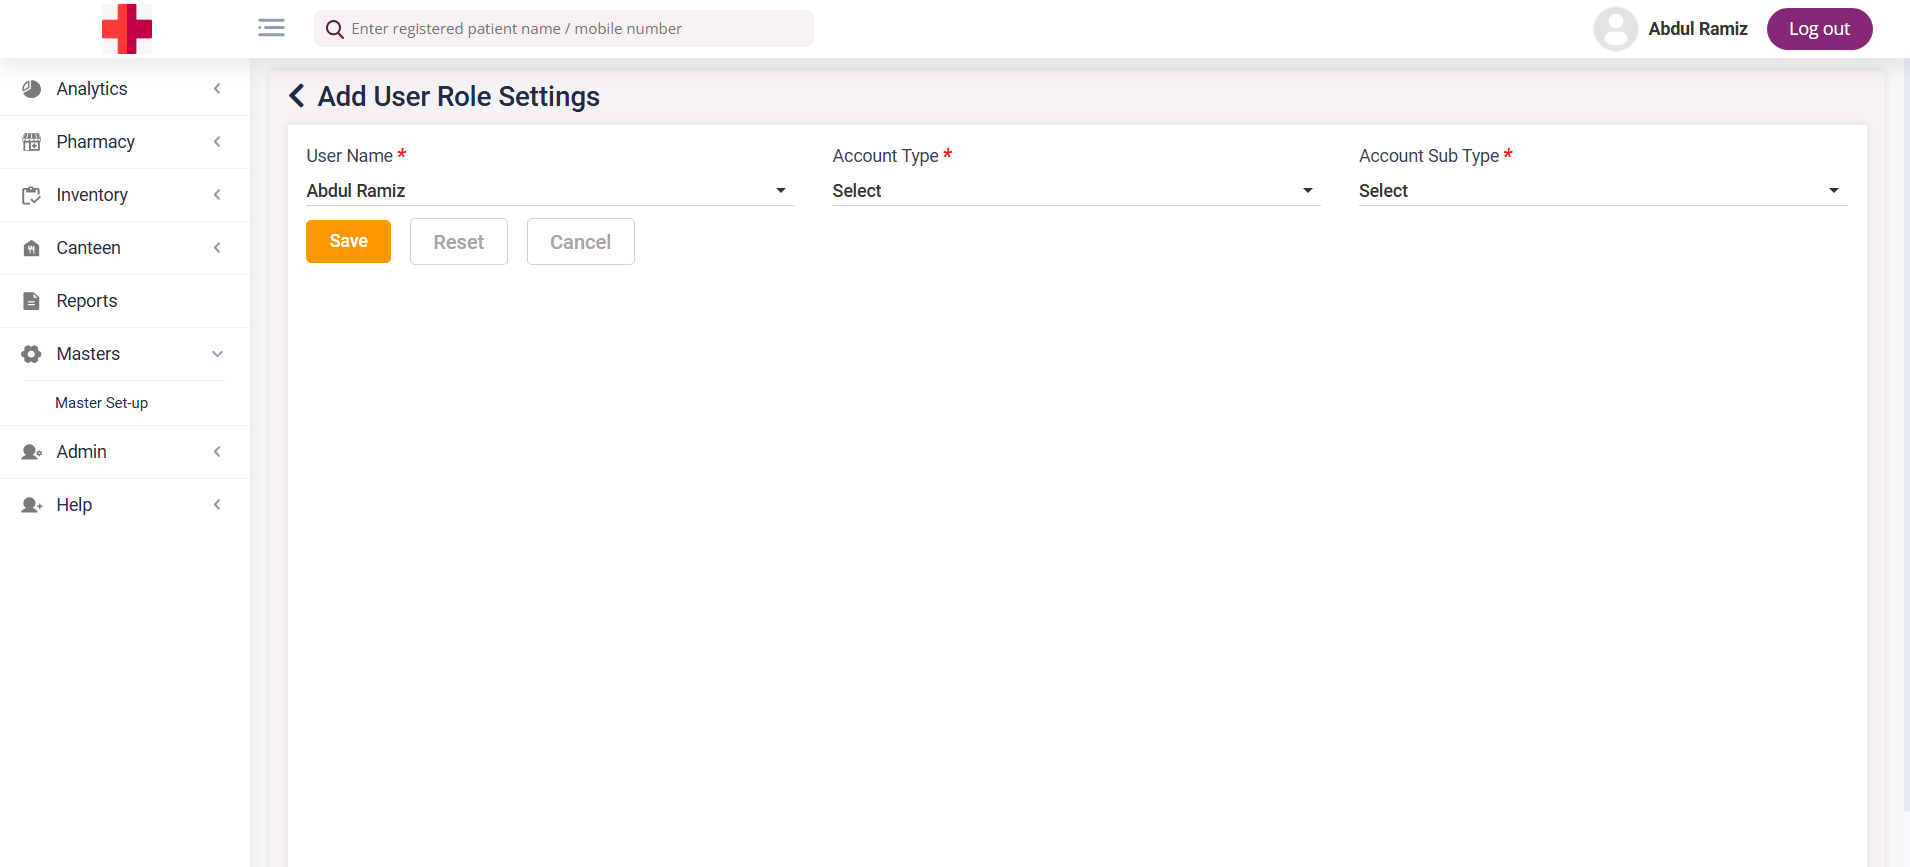 Enter registered patient name / mobile number
Abdul Ramiz
Log out
Analytics
Pharmacy
Inventory
Canteen
Reports
Masters
Master Set-up
Admin
Help
Add User Role Settings
User Name *
Account Type *
Account Sub Type *
Abdul Ramiz
Select
Select
Save
Reset
Cancel